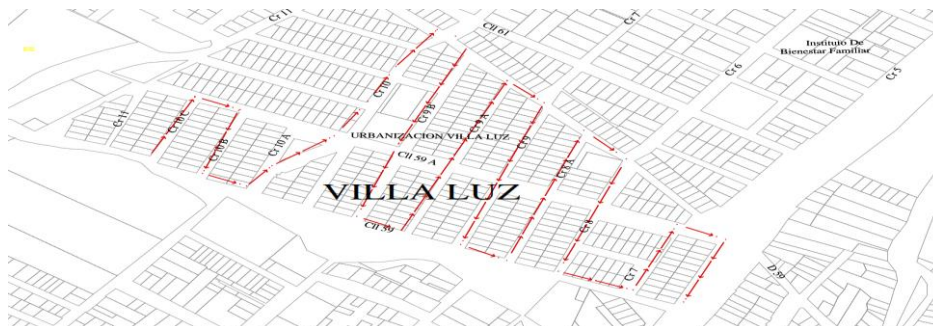 Cr 11
Cr 7
Cll 61
Instituto De
Bienestar Familiar
Cr 6
Cr 5
Cr 10
Cr 9 B
Cr 11
Cr 10 C
Cr 9 A
URBANIZACION VILLA LUZ
Cr 9
Cr 10 B
Cr 10 A
Cll 59 A
Cr 8 A
VILLA LUZ
Cll 59
Cr 8
Cr 7
D 59